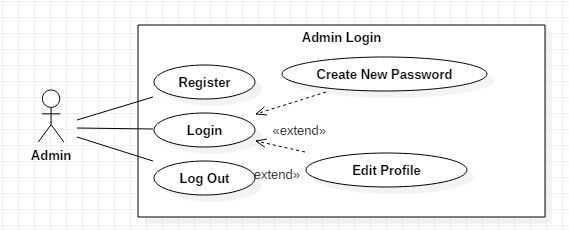 Admin Login
Register
Create New Password
Login
«extend»
Admin
Edit Profile
Log Out
extend»